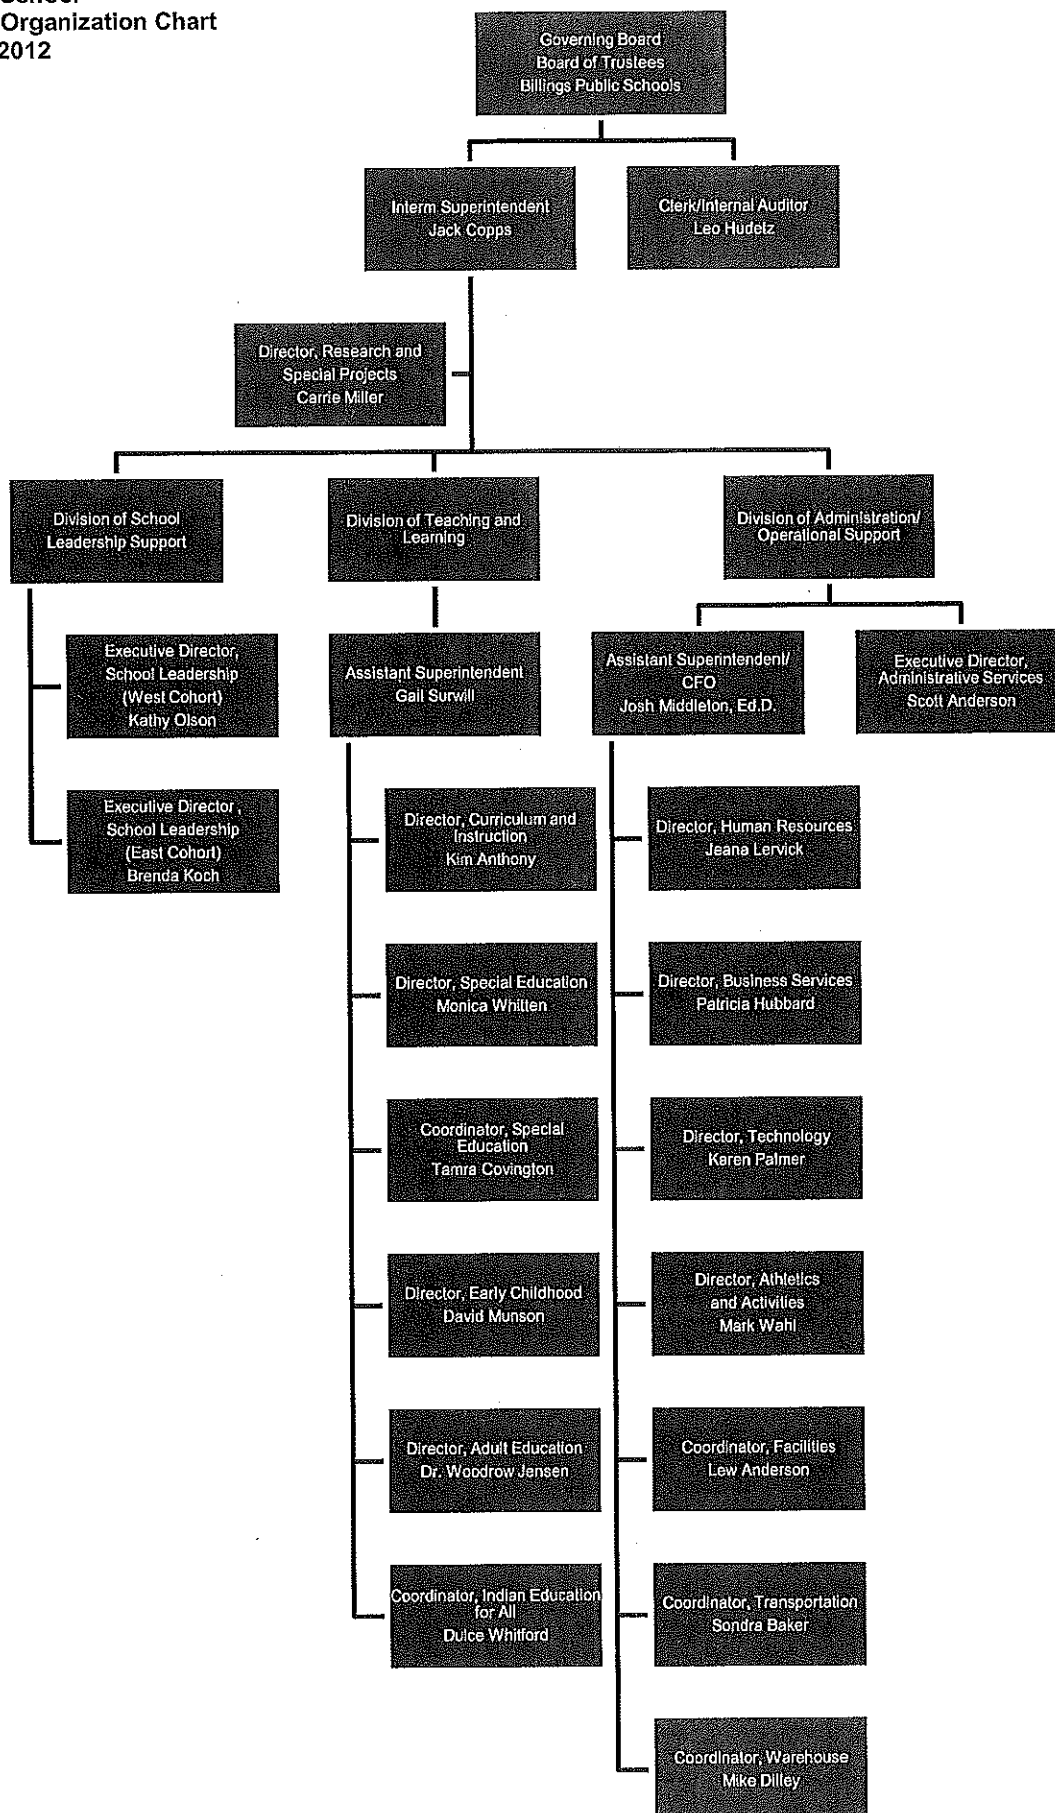 Organization Chart
2012
Governing Board
Board of Trustees
Billings Public Schools
Interm Superintendent
Jack Copps
Clerk/Internal Auditor
Leo Hudetz
Director, Research and
Special Projects
Carrie Miller
Division of School
Leadership Support
Division of Teaching and
Learning
Division of Administration/
Operational Support
Executive Director,
School Leadership
(West Cohort)
Kathy Olson
Executive Director,
School Leadership
(East Cohort)
Brenda Koch
Assistant Superintendent
Gail Surwill
Director, Curriculum and
Instruction
Kim Anthony
Director, Special Education
Monica Whitten
Coordinator, Special
Education
Tamra Covington
Director, Early Childhood
David Munson
Director, Adult Education
Dr. Woodrow Jensen
Coordinator, Indian Education
for All
Dulce Whitford
Assistant Superintendent/
CFO
Josh Middleton, Ed.D.
Executive Director,
Administrative Services
Scott Anderson
Director, Human Resources
Jeana Lervick
Director, Business Services
Patricia Hubbard
Director, Technology
Karen Palmer
Director, Athletics
and Activities
Mark Wahl
Coordinator, Facilities
Lew Anderson
Coordinator, Transportation
Sondra Baker
Coordinator, Warehouse
Mike Dilley